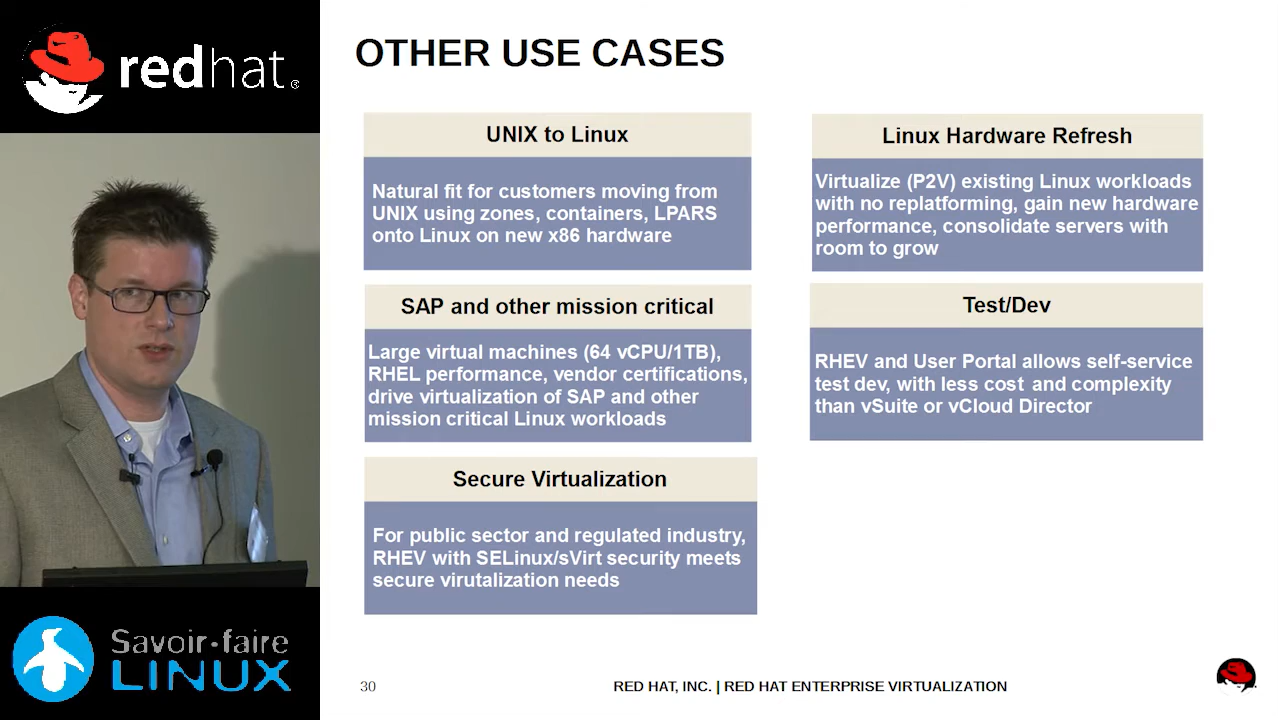 redhat.
OTHER USE CASES
UNIX to Linux
Natural fit for customers moving from
UNIX using zones, containers, LPARS
onto Linux on new x86 hardware
Linux Hardware Refresh
Virtualize (P2V) existing Linux workloads
with no replatforming, gain new hardware
performance, consolidate servers with
room to grow
SAP and other mission critical
Large virtual machines (64 vCPU/1TB),
RHEL performance, vendor certifications,
drive virtualization of SAP and other
mission critical Linux workloads
Test/Dev
RHEV and User Portal allows self-service
test dev, with less cost and complexity
than vSuite or vCloud Director
Secure Virtualization
For public sector and regulated industry,
RHEV with SELinux/sVirt security meets
secure virutalization needs
Savoir-faire
LINUX
30
RED HAT, INC. | RED HAT ENTERPRISE VIRTUALIZATION